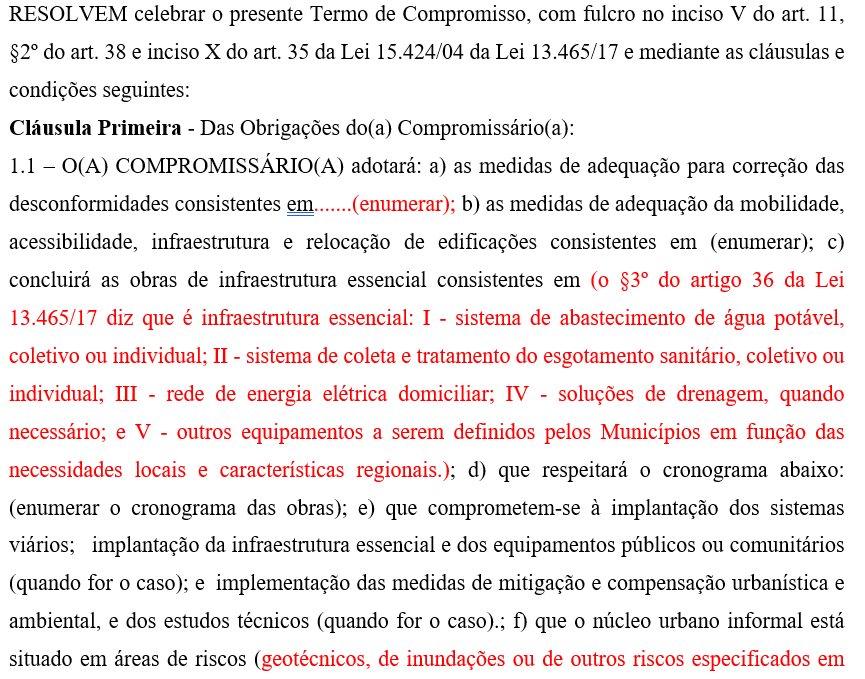 RESOLVEM celebrar o presente Termo de Compromisso, com fulcro no inciso V do art. 11,
§2º do art. 38 e inciso X do art. 35 da Lei 15.424/04 da Lei 13.465/17 e mediante as cláusulas e
condições seguintes:
Cláusula Primeira - Das Obrigações do(a) Compromissário(a):
1.1 – O(A) COMPROMISSÁRIO(A) adotará: a) as medidas de adequação para correção das
desconformidades consistentes em.......(enumerar); b) as medidas de adequação da mobilidade,
acessibilidade, infraestrutura e relocação de edificações consistentes em (enumerar); c)
concluirá as obras de infraestrutura essencial consistentes em (o §3º do artigo 36 da Lei
13.465/17 diz que é infraestrutura essencial: I - sistema de abastecimento de água potável,
coletivo ou individual; II - sistema de coleta e tratamento do esgotamento sanitário, coletivo ou
individual; III - rede de energia elétrica domiciliar; IV - soluções de drenagem, quando
necessário; e V - outros equipamentos a serem definidos pelos Municípios em função das
necessidades locais e características regionais.); d) que respeitará o cronograma abaixo:
(enumerar o cronograma das obras); e) que comprometem-se à implantação dos sistemas
viários; implantação da infraestrutura essencial e dos equipamentos públicos ou comunitários
(quando for o caso); e implementação das medidas de mitigação e compensação urbanística e
ambiental, e dos estudos técnicos (quando for o caso).; f) que o núcleo urbano informal está
situado em áreas de riscos (geotécnicos, de inundações ou de outros riscos especificados em